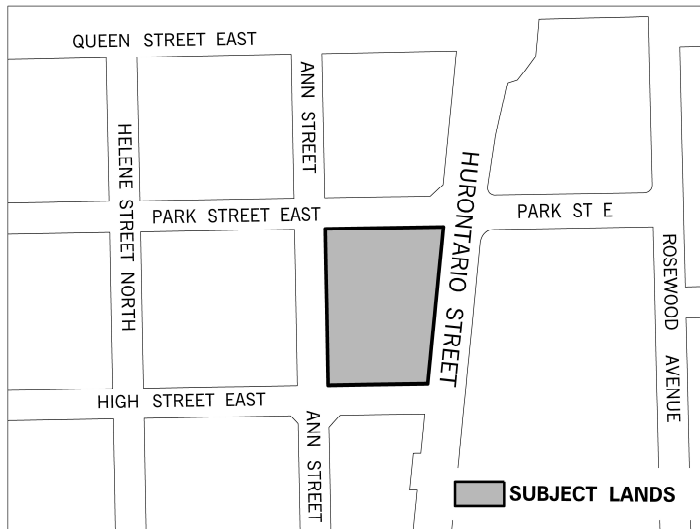 QUEEN STREET EAST
ANN STREET
HELENE STREET NORTH
HURONTARIO STREET
PARK STREET EAST
PARK ST E
ROSEWOOD AVENUE
HIGH STREET EAST
ANN STREET
SUBJECT LANDS